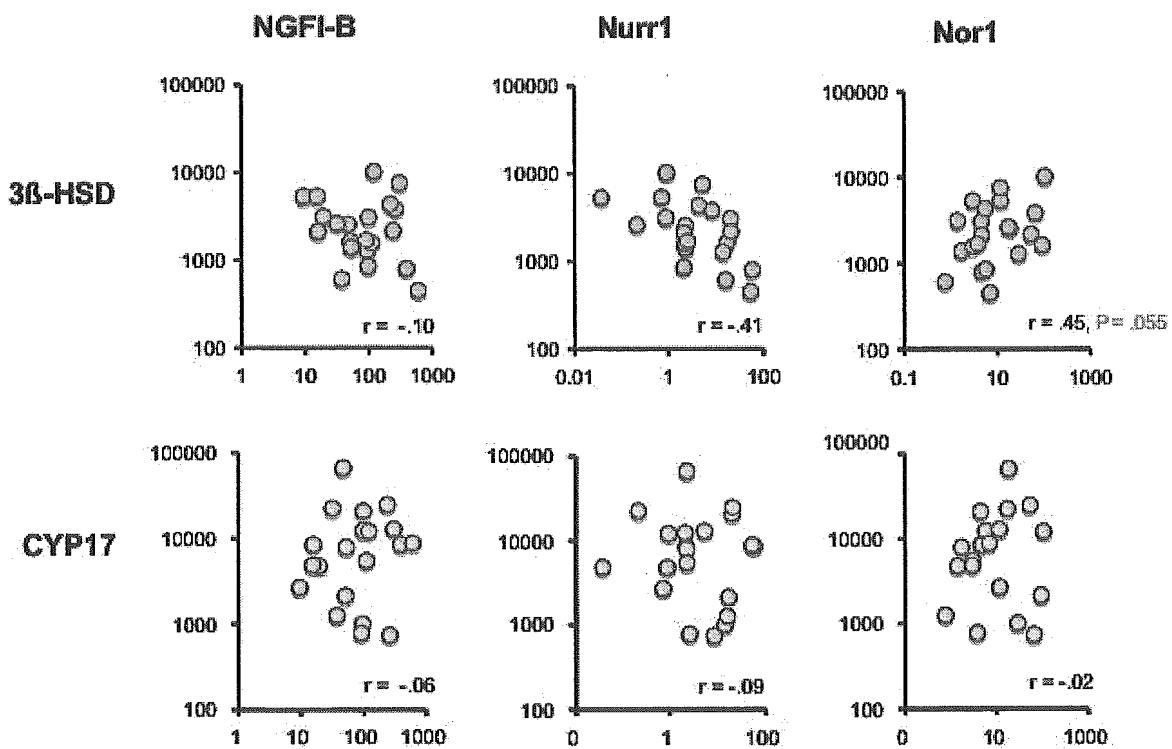 NGFI-B Nurr1 Nor1
100000 100000 100000
10000 10000 10000
3ß-HSD
1000 1000 1000
r = -.10 r = -.41 r = .45, P= .055
100 100 100
1 10 100 1000 0.01 1 100 0.1 10 1000
100000 100000 100000
10000 10000 10000
CYP17
1000 1000 1000
r = -.06 r = -.09 r = -.02
100 100 100
1 10 100 1000 0 1 100 0 10 1000